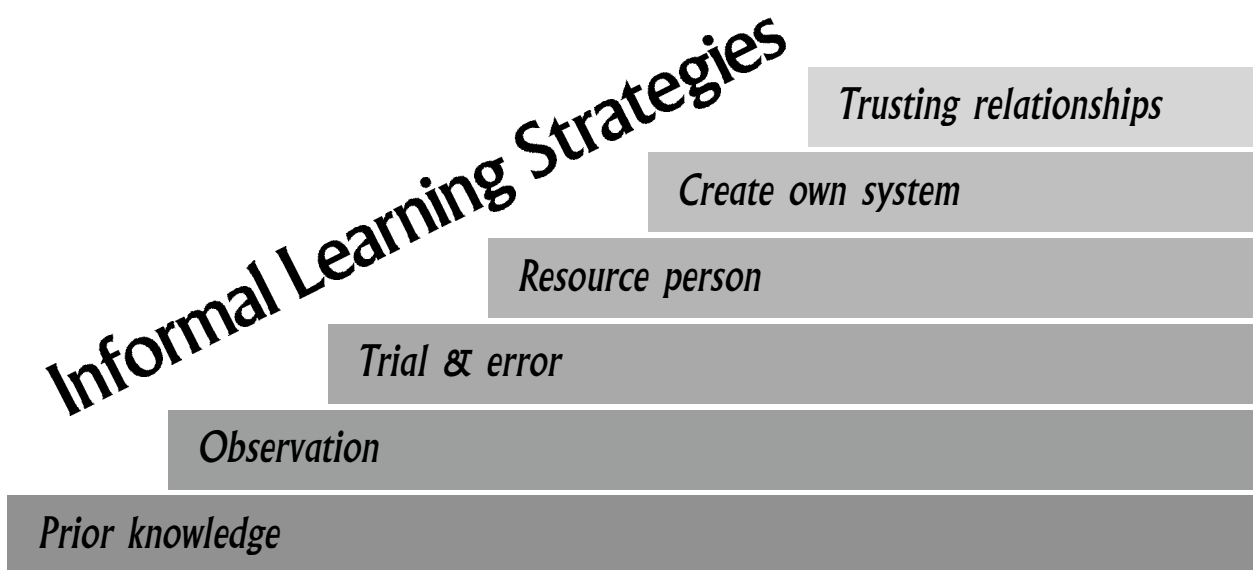 Informal Learning Strategies
Trusting relationships
Create own system
Resource person
Trial & error
Observation
Prior knowledge